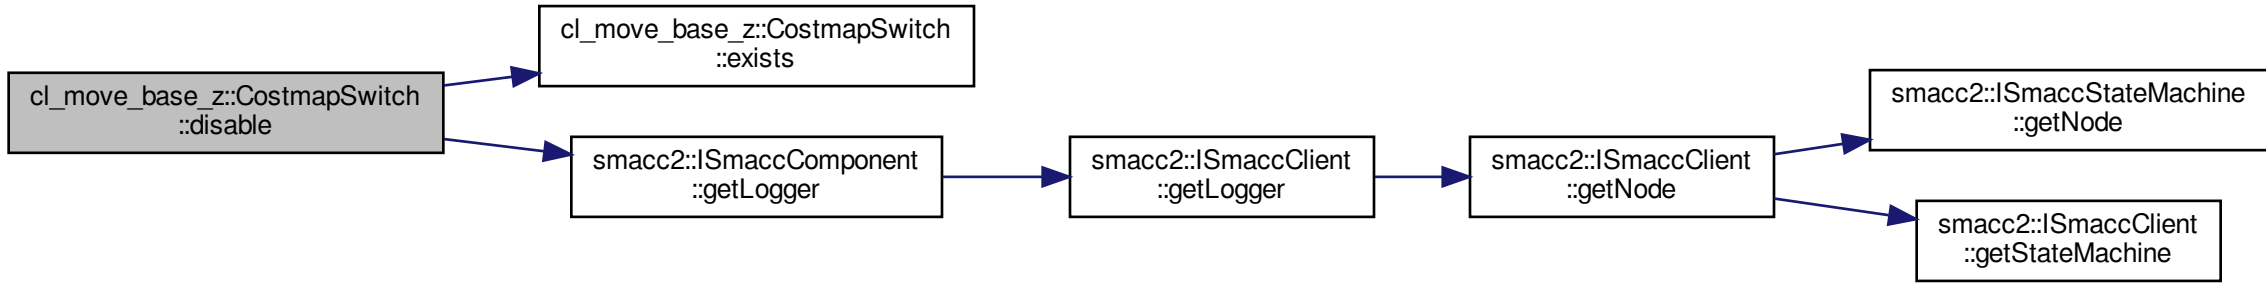 cl_move_base_z::CostmapSwitch
::disable
cl_move_base_z::CostmapSwitch
::exists
smacc2::ISmaccComponent
::getLogger
smacc2::ISmaccClient
::getLogger
smacc2::ISmaccClient
::getNode
smacc2::ISmaccStateMachine
::getNode
smacc2::ISmaccClient
::getStateMachine